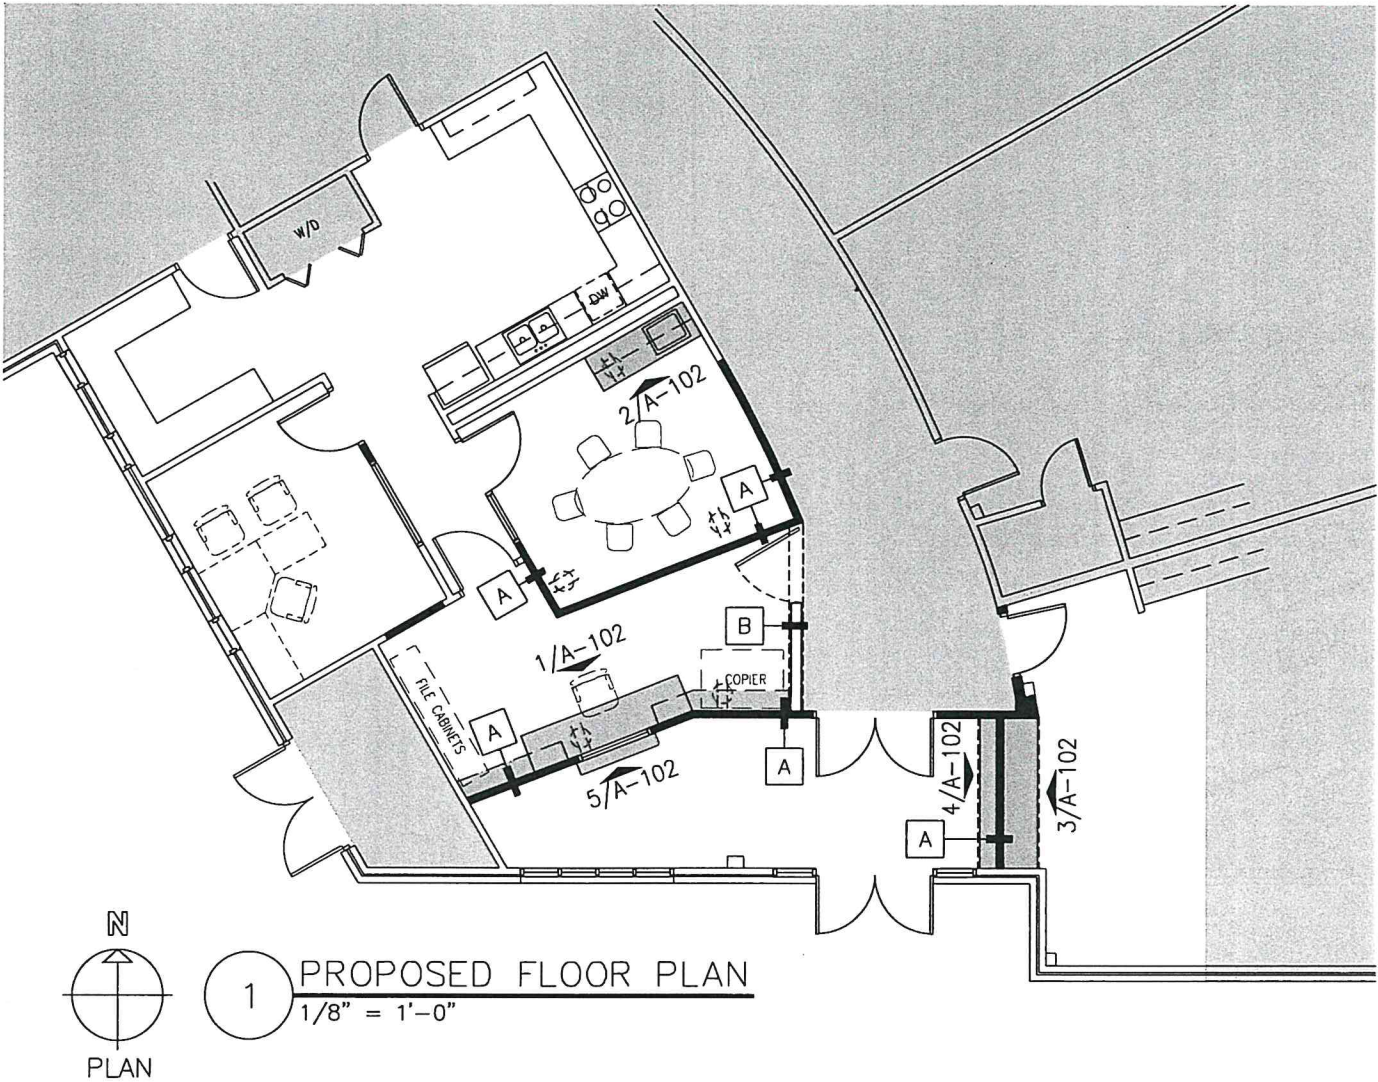 W/D
DW
2/A-102
A
A
B
1/A-102
COPIER
FILE CABINETS
A
A
5/A-102
4/A-102
3/A-102
A
N
PLAN
1
PROPOSED FLOOR PLAN
1/8" = 1'-0"